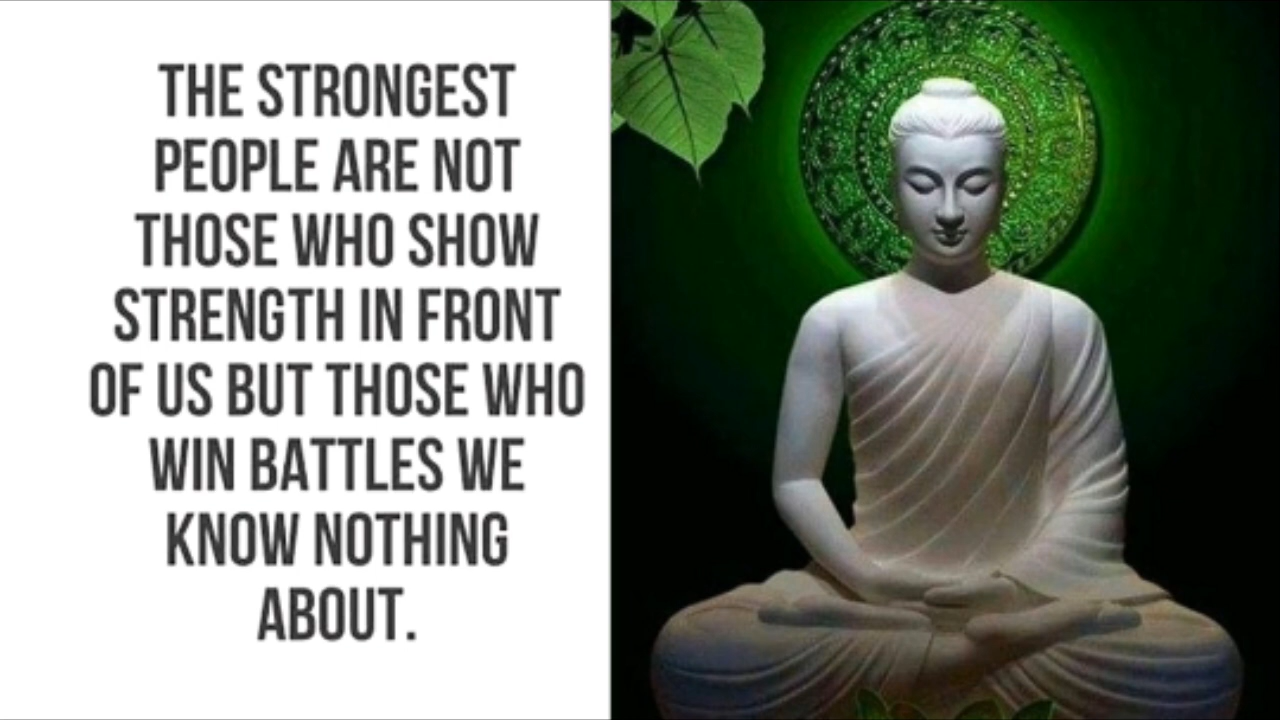 THE STRONGEST
PEOPLE ARE NOT
THOSE WHO SHOW
STRENGTH IN FRONT
OF US BUT THOSE WHO
WIN BATTLES WE
KNOW NOTHING
ABOUT.